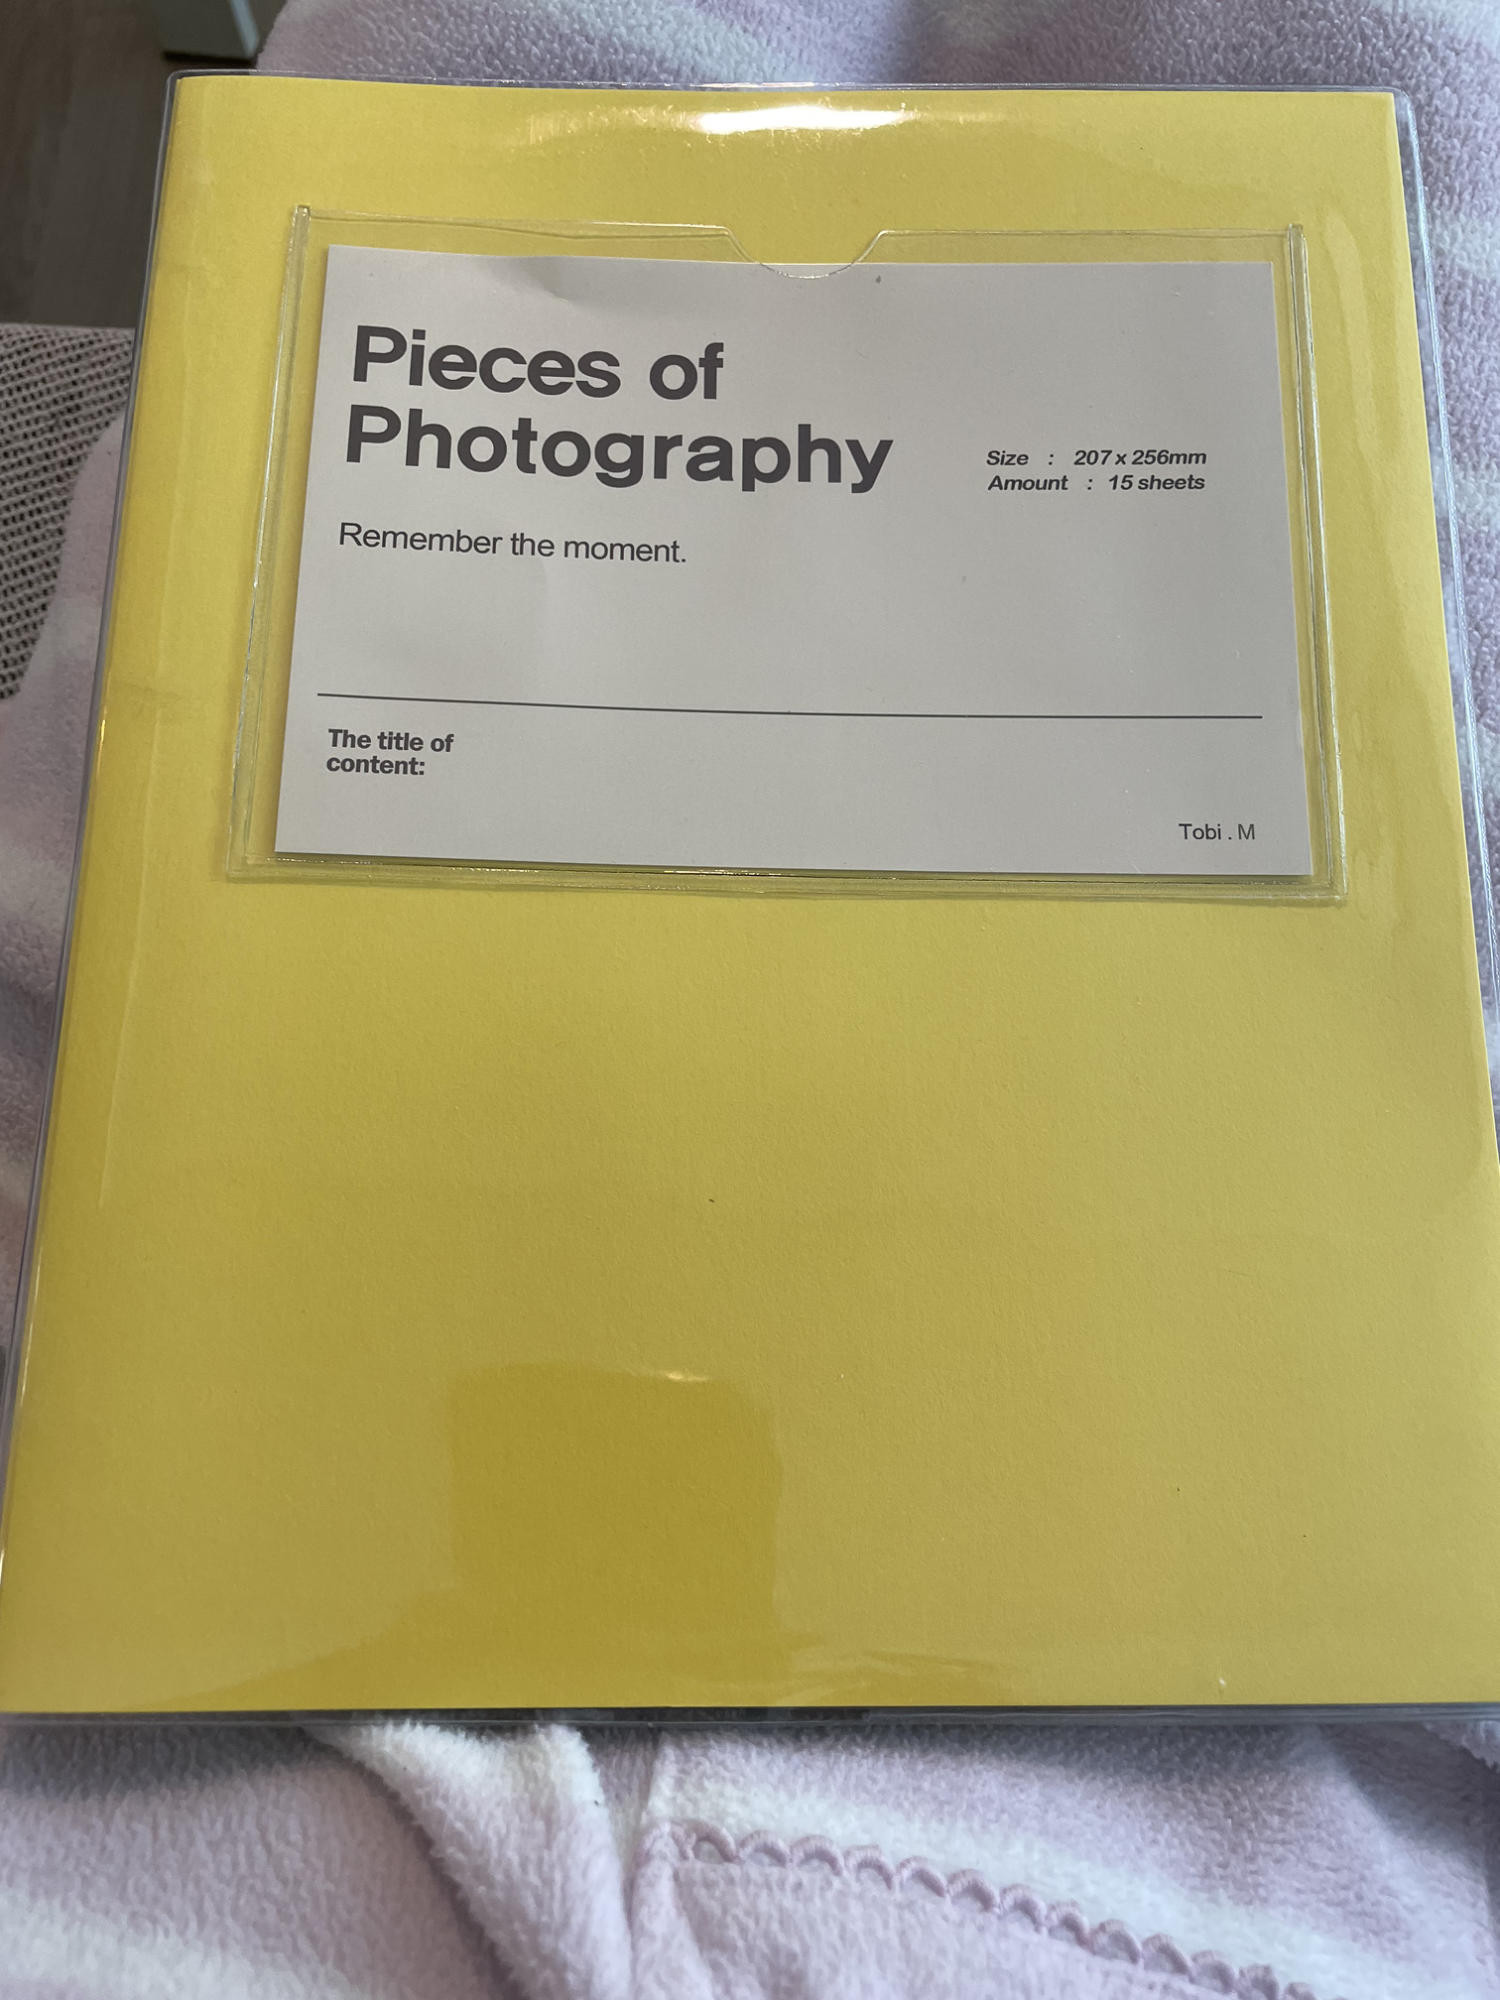 Pieces of
Photography
Size : 207 x 256mm
Amount : 15 sheets
Remember the moment.
The title of
content:
Tobi . M